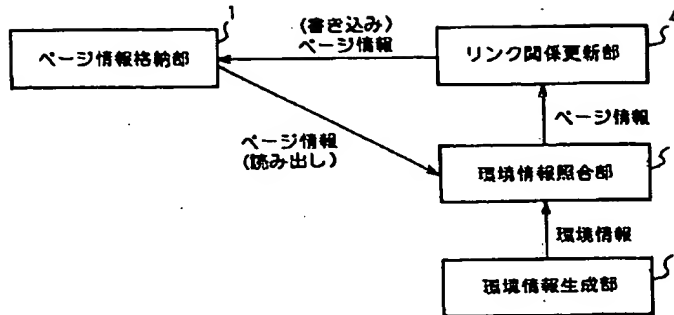 1
(書き込み)
ページ情報
ページ情報格納部
リンク関係更新部
ページ情報
ページ情報
(読み出し)
環境情報照合部
環境情報
環境情報生成部